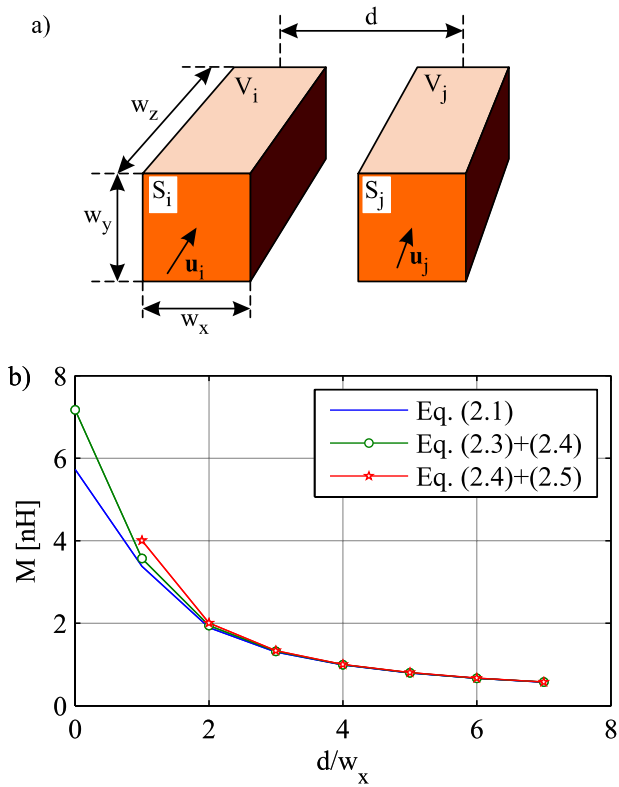 a)
d
V_i
V_j
w_z
S_i
S_j
w_y
u_i
u_j
w_x
b)
8
Eq. (2.1)
Eq. (2.3)+(2.4)
Eq. (2.4)+(2.5)
6
4
2
0
M [nH]
0 2 4 6 8
d/w_x